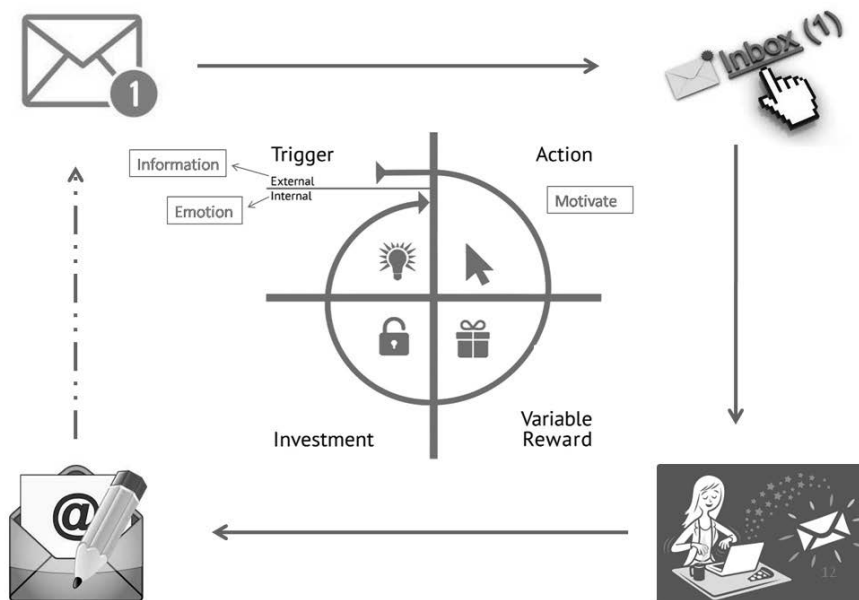 1
Inbox (1)
Trigger
Action
Information
External
Internal
Emotion
Motivate
Investment
Variable
Reward
@
12